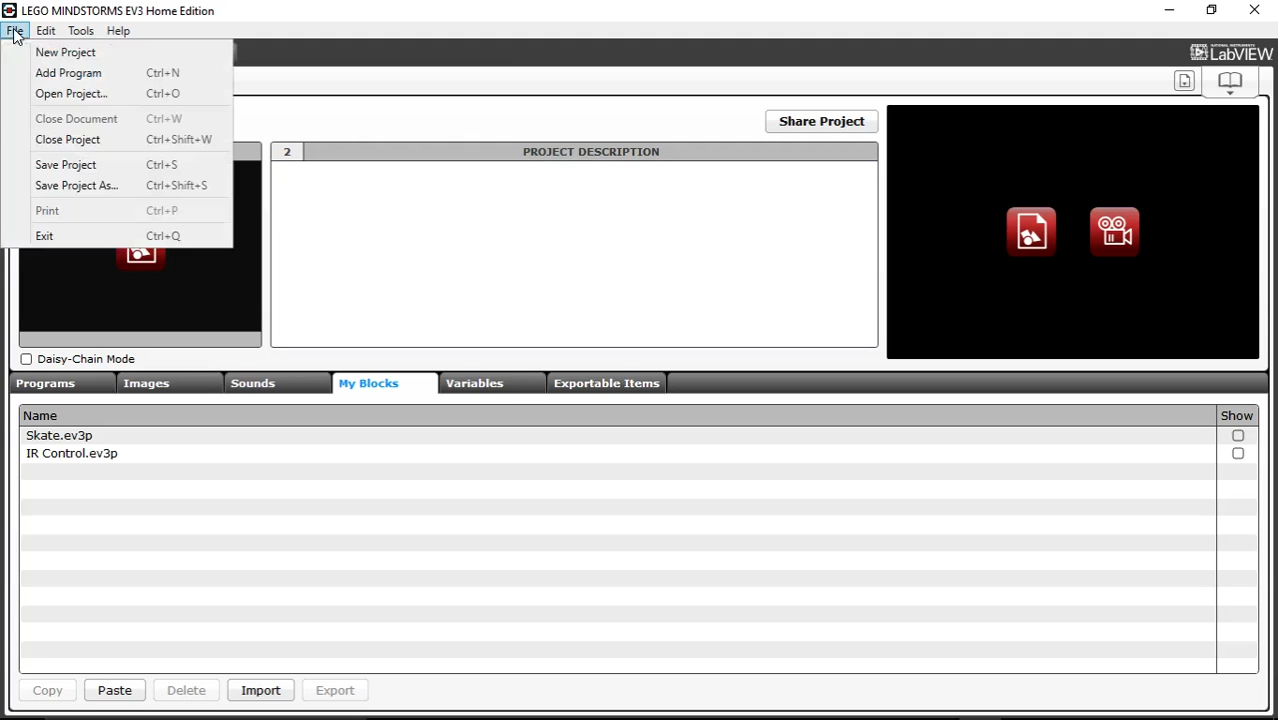 LEGO MINDSTORMS EV3 Home Edition
File Edit Tools Help
New Project
Add Program Ctrl+N
Open Project... Ctrl+O
Close Document Ctrl+W
Close Project Ctrl+Shift+W
Save Project Ctrl+S
Save Project As... Ctrl+Shift+S
Print Ctrl+P
Exit Ctrl+Q
NATIONAL INSTRUMENTS
LabVIEW
Share Project
2 PROJECT DESCRIPTION
Daisy-Chain Mode
Programs Images Sounds My Blocks Variables Exportable Items
Name Show
Skate.ev3p
IR Control.ev3p
Copy Paste Delete Import Export